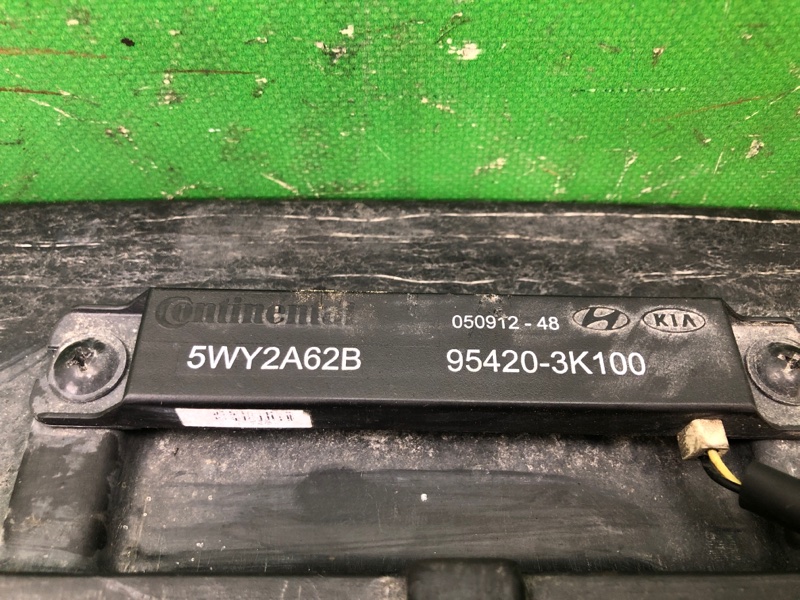 Continental
050912 - 48
KIA
5WY2A62B
95420-3K100